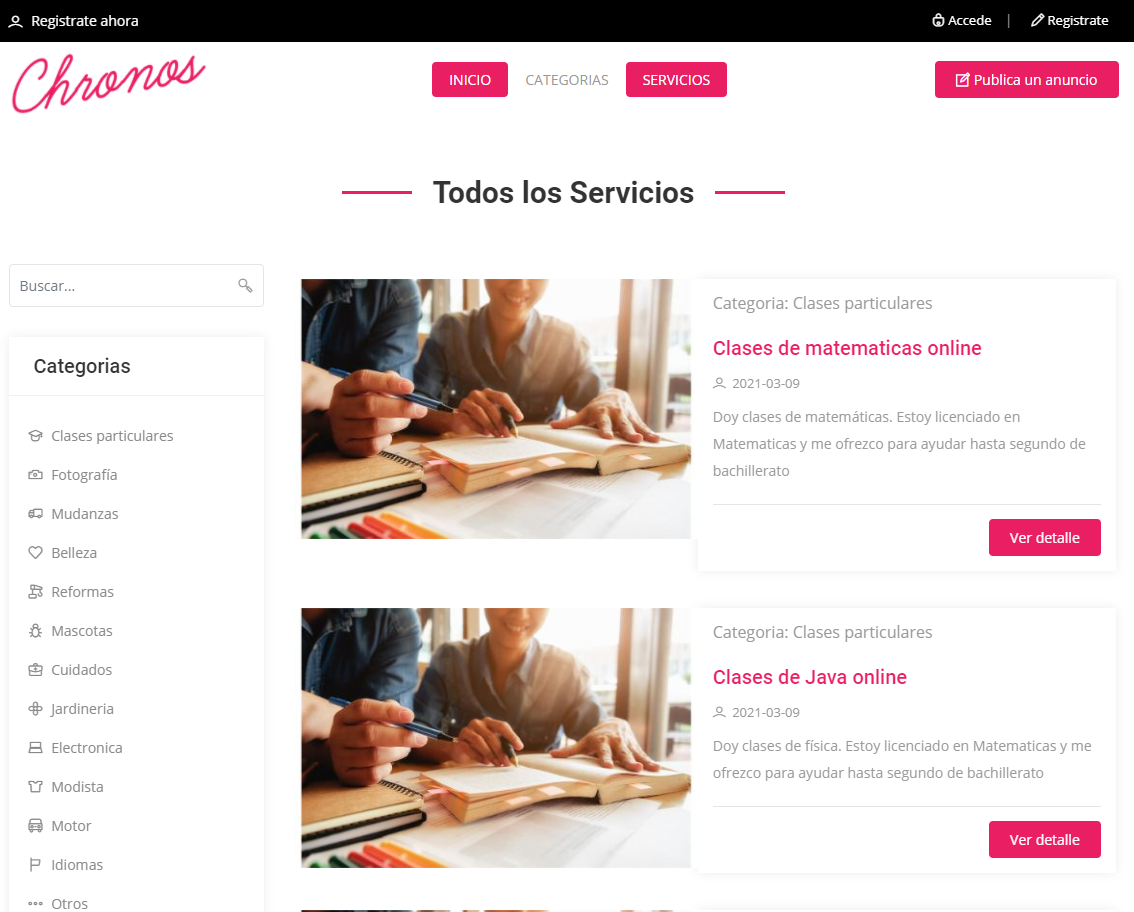 Registrate ahora
Accede | Registrate
Chronos
INICIO CATEGORIAS SERVICIOS
Publica un anuncio
Todos los Servicios
Buscar...
Categorias
Clases particulares
Fotografía
Mudanzas
Belleza
Reformas
Mascotas
Cuidados
Jardineria
Electronica
Modista
Motor
Idiomas
Otros
Categoria: Clases particulares
Clases de matematicas online
2021-03-09
Doy clases de matemáticas. Estoy licenciado en
Matematicas y me ofrezco para ayudar hasta segundo de
bachillerato
Ver detalle
Categoria: Clases particulares
Clases de Java online
2021-03-09
Doy clases de física. Estoy licenciado en Matematicas y me
ofrezco para ayudar hasta segundo de bachillerato
Ver detalle